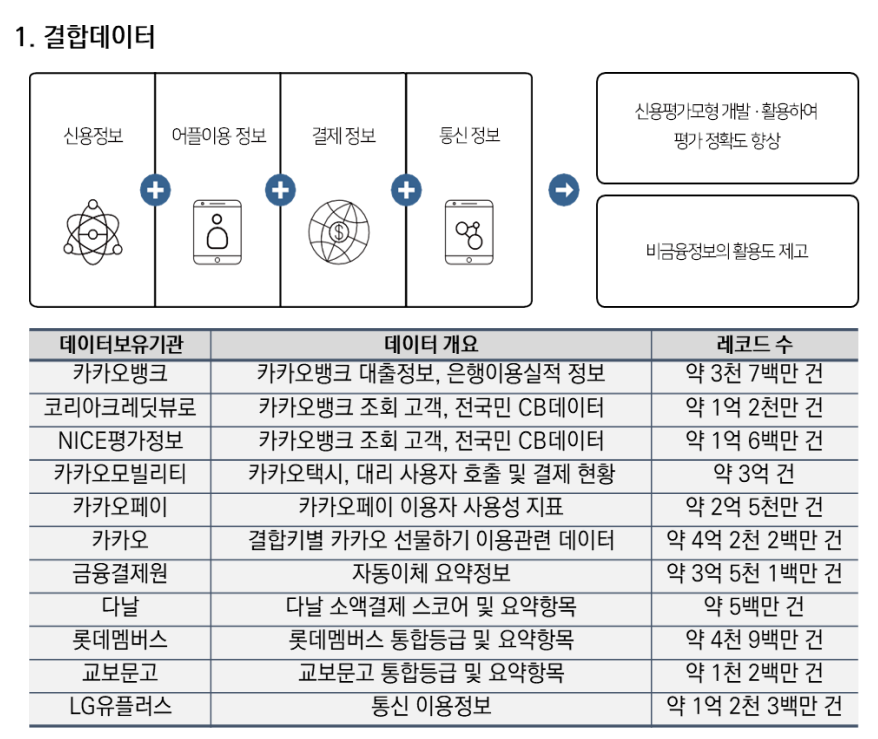 1. 결합데이터
신용정보
어플이용 정보
결제 정보
통신 정보
신용평가모형 개발·활용하여
평가 정확도 향상
비금융정보의 활용도 제고
$
데이터보유기관 데이터 개요 레코드 수
카카오뱅크 카카오뱅크 대출정보, 은행이용실적 정보 약 3천 7백만 건
코리아크레딧뷰로 카카오뱅크 조회 고객, 전국민 CB데이터 약 1억 2천만 건
NICE평가정보 카카오뱅크 조회 고객, 전국민 CB데이터 약 1억 6백만 건
카카오모빌리티 카카오택시, 대리 사용자 호출 및 결제 현황 약 3억 건
카카오페이 카카오페이 이용자 사용성 지표 약 2억 5천만 건
카카오 결합키별 카카오 선물하기 이용관련 데이터 약 4억 2천 2백만 건
금융결제원 자동이체 요약정보 약 3억 5천 1백만 건
다날 다날 소액결제 스코어 및 요약항목 약 5백만 건
롯데멤버스 롯데멤버스 통합등급 및 요약항목 약 4천 9백만 건
교보문고 교보문고 통합등급 및 요약항목 약 1천 2백만 건
LG유플러스 통신 이용정보 약 1억 2천 3백만 건